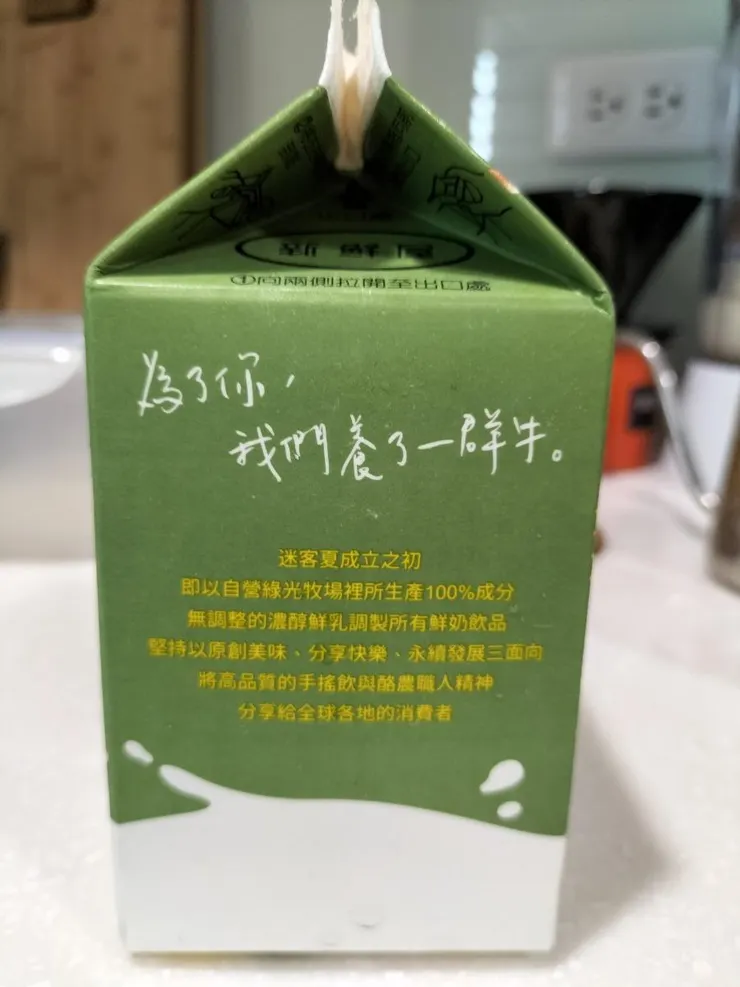 新鮮屋
①向兩側拉開至出口處
為了你，
我們養了一群牛。
迷客夏成立之初
即以自營綠光牧場裡所生產100%成分
無調整的濃醇鮮乳調製所有鮮奶飲品
堅持以原創美味、分享快樂、永續發展三面向
將高品質的手搖飲與酪農職人精神
分享給全球各地的消費者